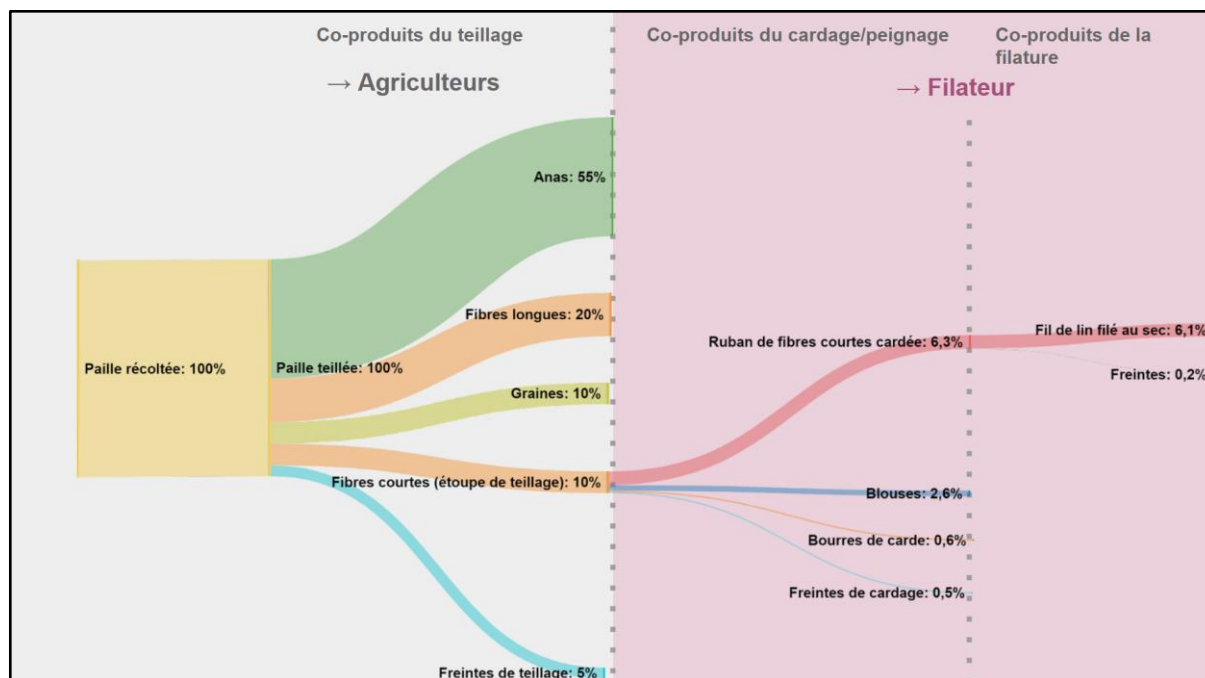 Co-produits du teillage
→ Agriculteurs
Co-produits du cardage/peignage
Co-produits de la
filature
→ Filateur
Anas: 55%
Fibres longues: 20%
Paille récoltée: 100%
Paille teillée: 100%
Graines: 10%
Fibres courtes (étoupe de teillage): 10%
Freintes de teillage: 5%
Ruban de fibres courtes cardée: 6,3%
Blouses: 2,6%
Bourres de carde: 0,6%
Freintes de cardage: 0,5%
Fil de lin filé au sec: 6,1%
Freintes: 0,2%